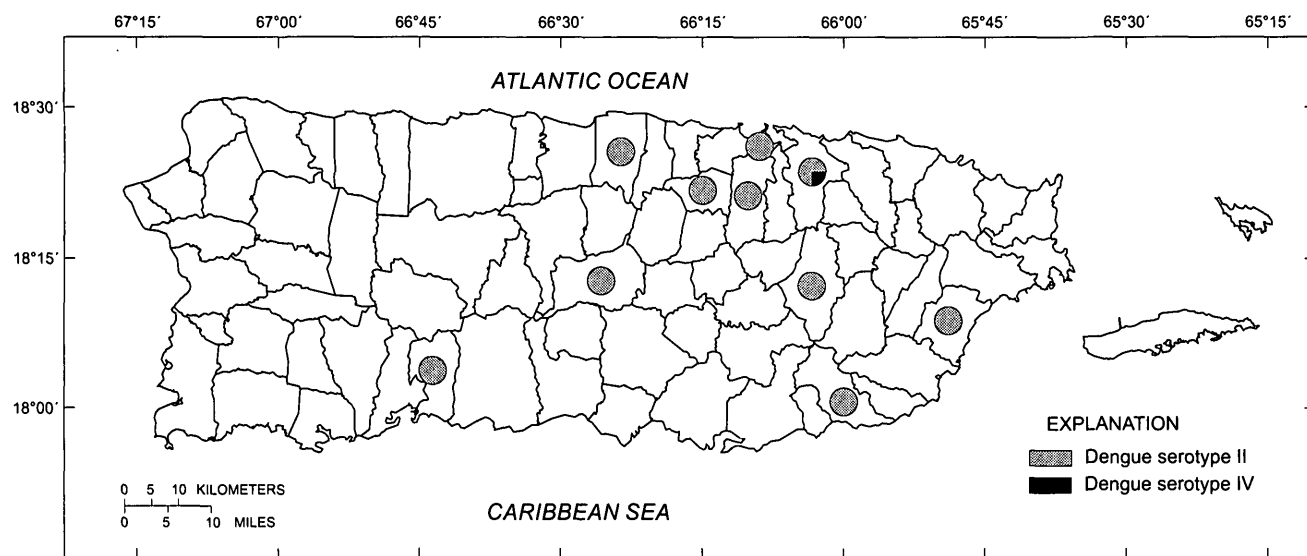 67°15´ 67°00´ 66°45´ 66°30´ 66°15´ 66°00´ 65°45´ 65°30´ 65°15´
ATLANTIC OCEAN
18°30´
18°15´
18°00´
EXPLANATION
Dengue serotype II
Dengue serotype IV
0 5 10 KILOMETERS
0 5 10 MILES
CARIBBEAN SEA